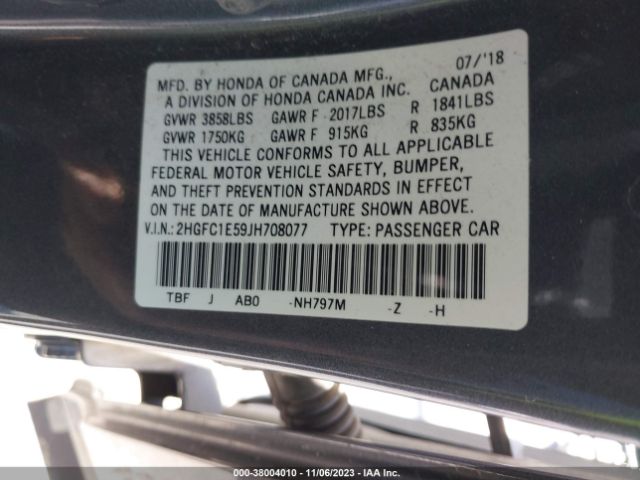 07/'18
MFD. BY HONDA OF CANADA MFG., CANADA
A DIVISION OF HONDA CANADA INC.
GVWR 3858LBS GAWR F 2017LBS R 1841LBS
GVWR 1750KG GAWR F 915KG R 835KG
THIS VEHICLE CONFORMS TO ALL APPLICABLE
FEDERAL MOTOR VEHICLE SAFETY, BUMPER,
AND THEFT PREVENTION STANDARDS IN EFFECT
ON THE DATE OF MANUFACTURE SHOWN ABOVE.
V.I.N.: 2HGFC1E59JH708077 TYPE: PASSENGER CAR
TBF J AB0 -NH797M -Z -H
000-38004010 - 11/06/2023 - IAA Inc.